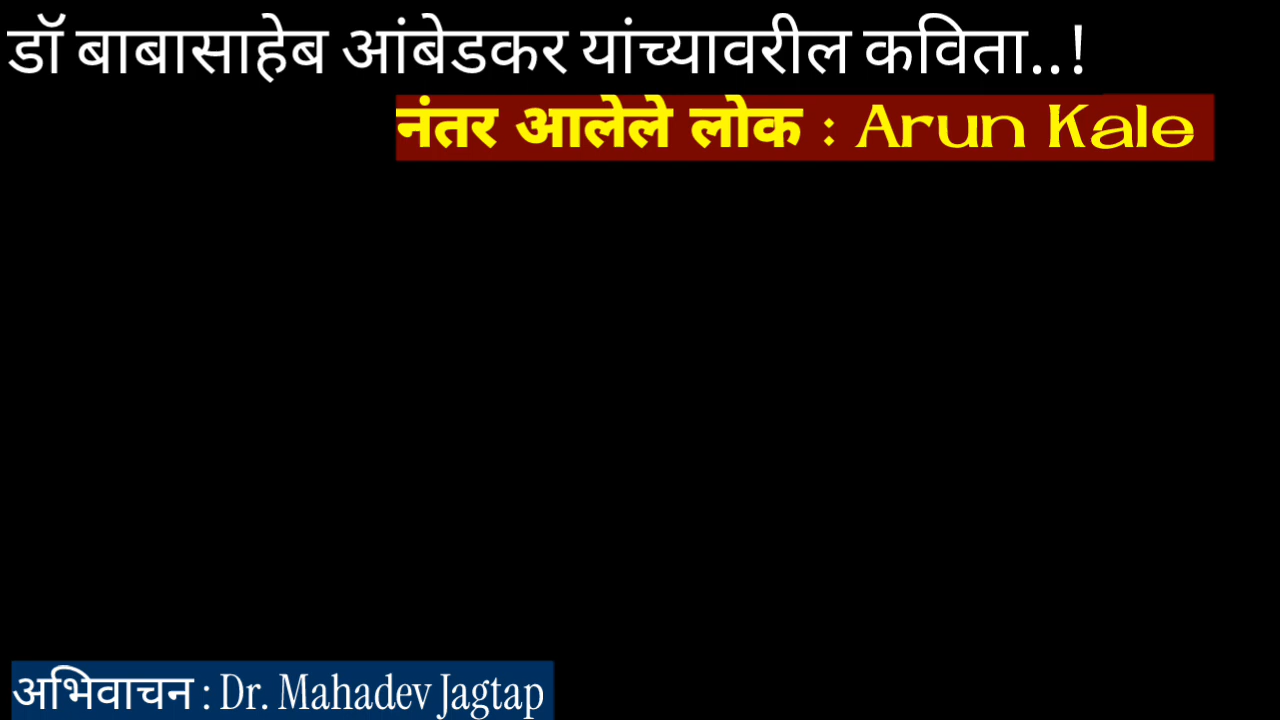 डॉ बाबासाहेब आंबेडकर यांच्यावरील कविता..!
नंतर आलेले लोक : Arun Kale
अभिवाचन : Dr. Mahadev Jagtap